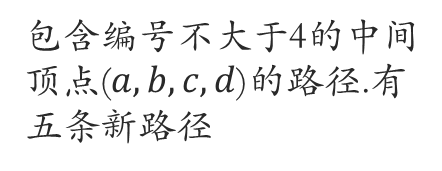 包含编号不大于4的中间
顶点(a, b, c, d)的路径.有
五条新路径